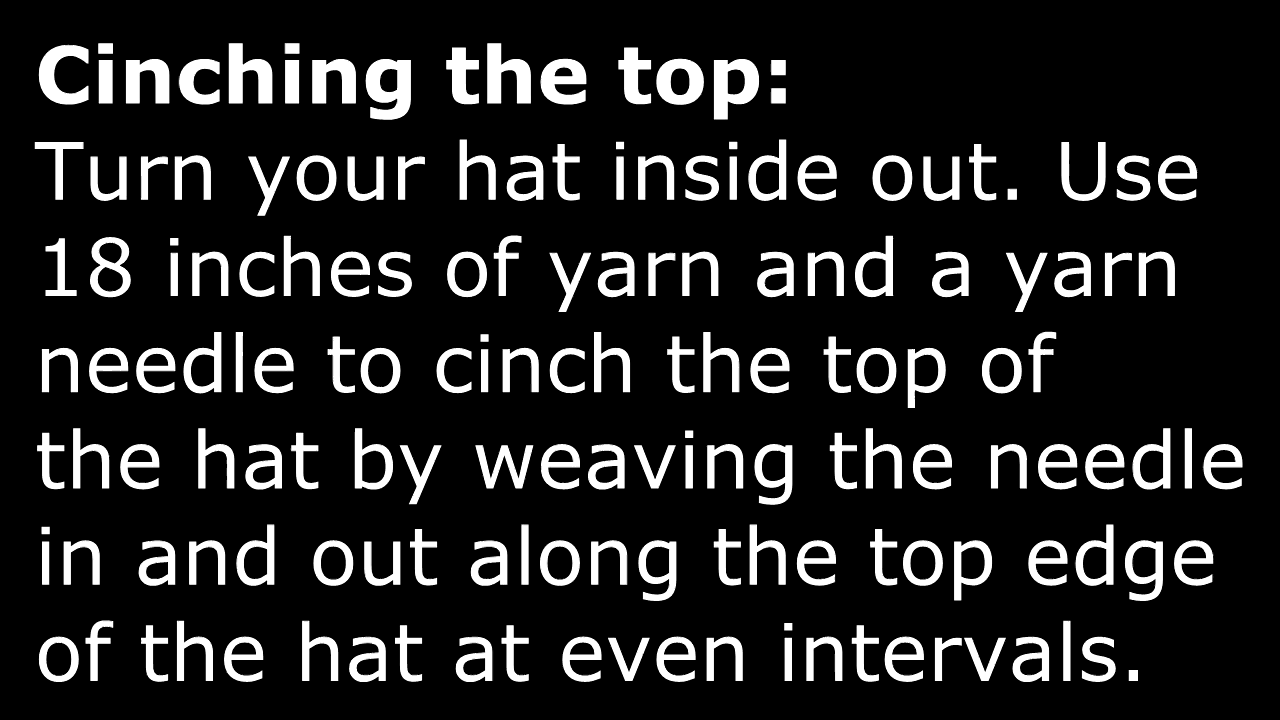 Cinching the top:
Turn your hat inside out. Use
18 inches of yarn and a yarn
needle to cinch the top of
the hat by weaving the needle
in and out along the top edge
of the hat at even intervals.